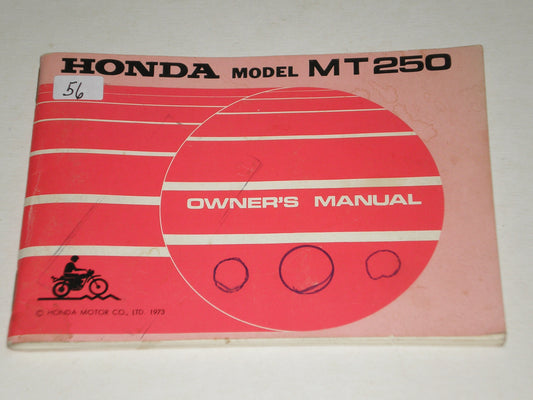 HONDA MODEL MT250
56
OWNER'S MANUAL
© HONDA MOTOR CO., LTD. 1973